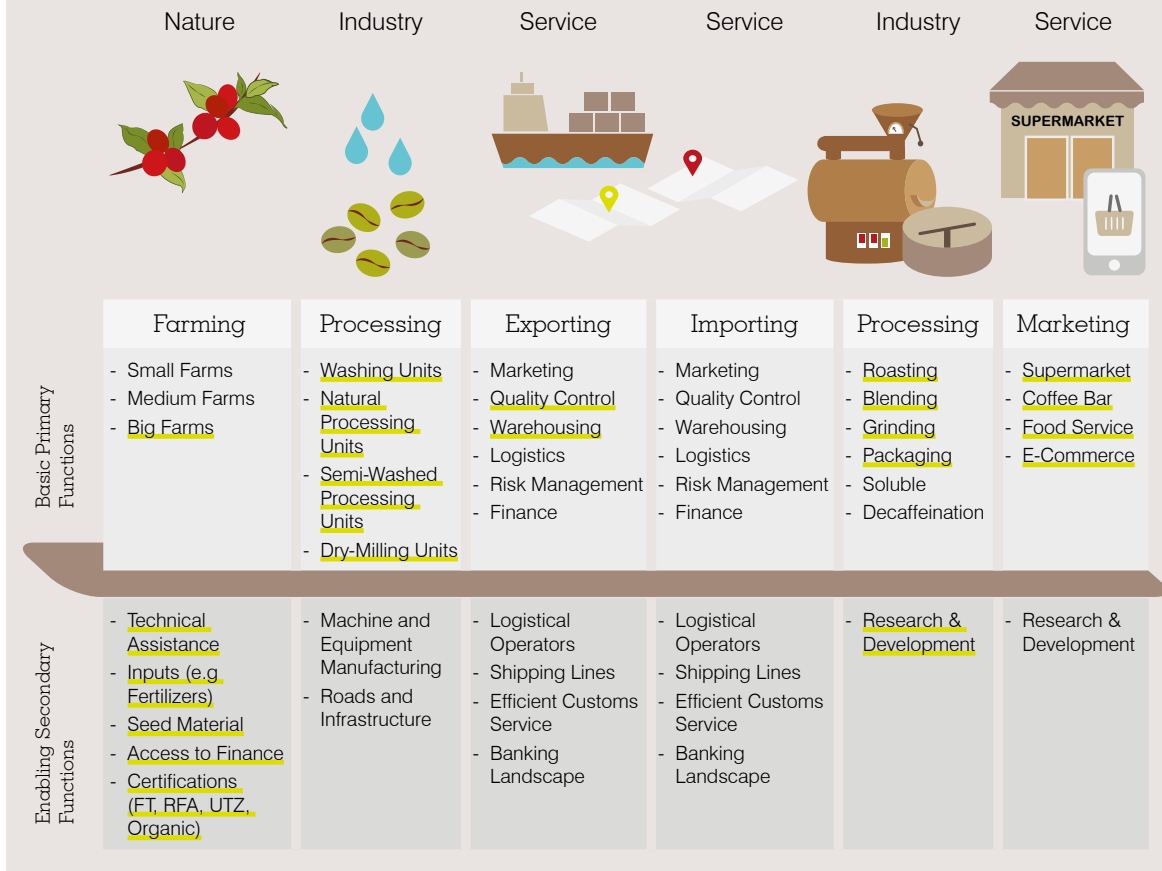 Nature
Industry
Service
Service
Industry
Service
SUPERMARKET
Farming
Processing
Exporting
Importing
Processing
Marketing
Basic Primary
Functions
- Small Farms
- Medium Farms
- Big Farms
- Washing Units
- Natural
Processing
Units
- Semi-Washed
Processing
Units
- Dry-Milling Units
- Marketing
- Quality Control
- Warehousing
- Logistics
- Risk Management
- Finance
- Marketing
- Quality Control
- Warehousing
- Logistics
- Risk Management
- Finance
- Roasting
- Blending
- Grinding
- Packaging
- Soluble
- Decaffeination
- Supermarket
- Coffee Bar
- Food Service
- E-Commerce
Enabling Secondary
Functions
- Technical
Assistance
- Inputs (e.g
Fertilizers)
- Seed Material
- Access to Finance
- Certifications
(FT, RFA, UTZ,
Organic)
- Machine and
Equipment
Manufacturing
- Roads and
Infrastructure
- Logistical
Operators
- Shipping Lines
- Efficient Customs
Service
- Banking
Landscape
- Logistical
Operators
- Shipping Lines
- Efficient Customs
Service
- Banking
Landscape
- Research &
Development
- Research &
Development